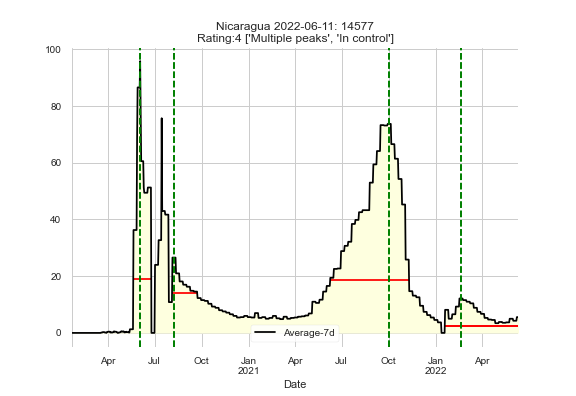 Nicaragua 2022-06-11: 14577
Rating:4 ['Multiple peaks', 'In control']
100
80
60
40
20
0
Average-7d
Apr Jul Oct Jan Apr Jul Oct Jan Apr
2021 2022
Date